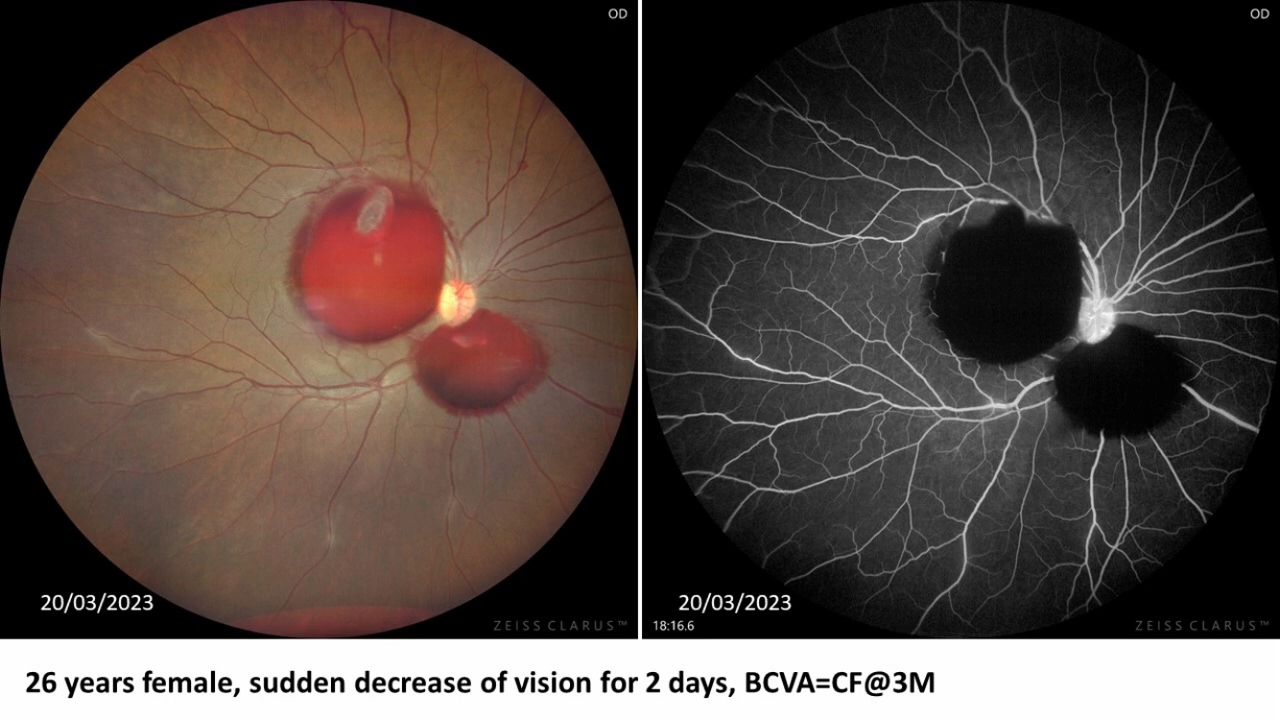 OD
OD
20/03/2023
ZEISS CLARUS™
20/03/2023
18:16.6
ZEISS CLARUS™
26 years female, sudden decrease of vision for 2 days, BCVA=CF@3M